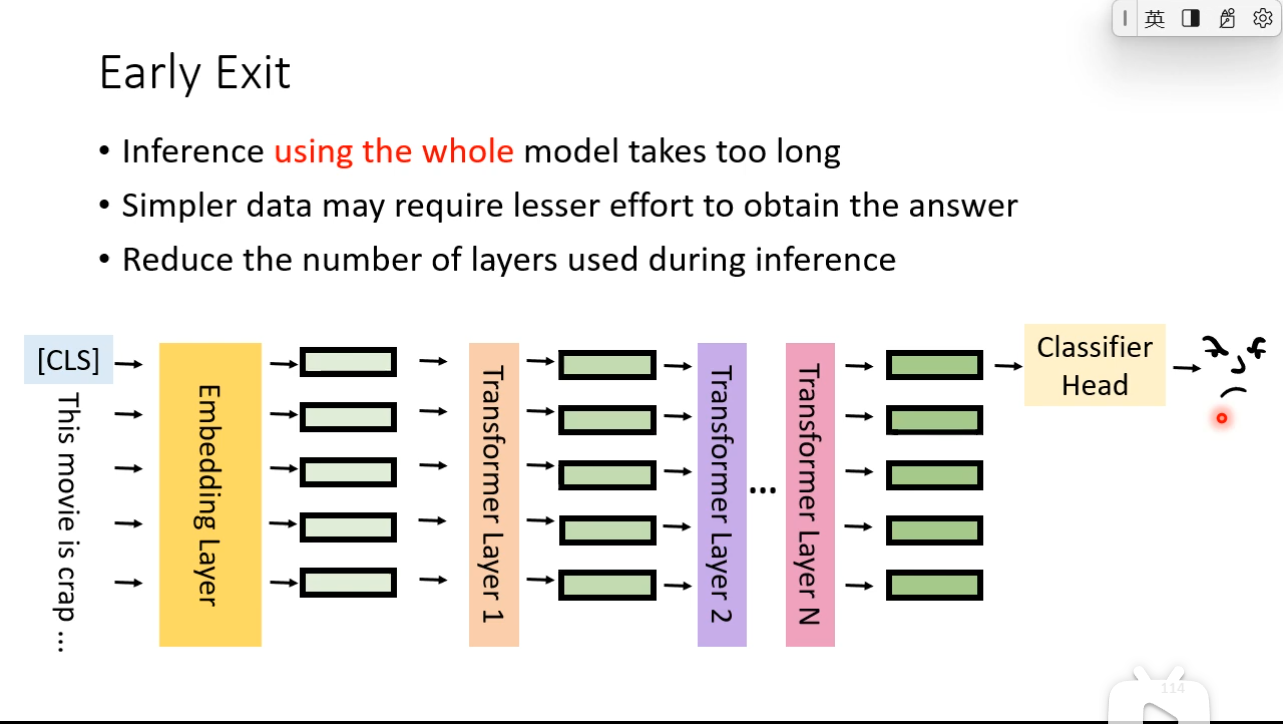 英
Early Exit
• Inference using the whole model takes too long
• Simpler data may require lesser effort to obtain the answer
• Reduce the number of layers used during inference
[CLS]
This movie is crap ...
Embedding Layer
Transformer Layer 1
Transformer Layer 2
...
Transformer Layer N
Classifier
Head
114